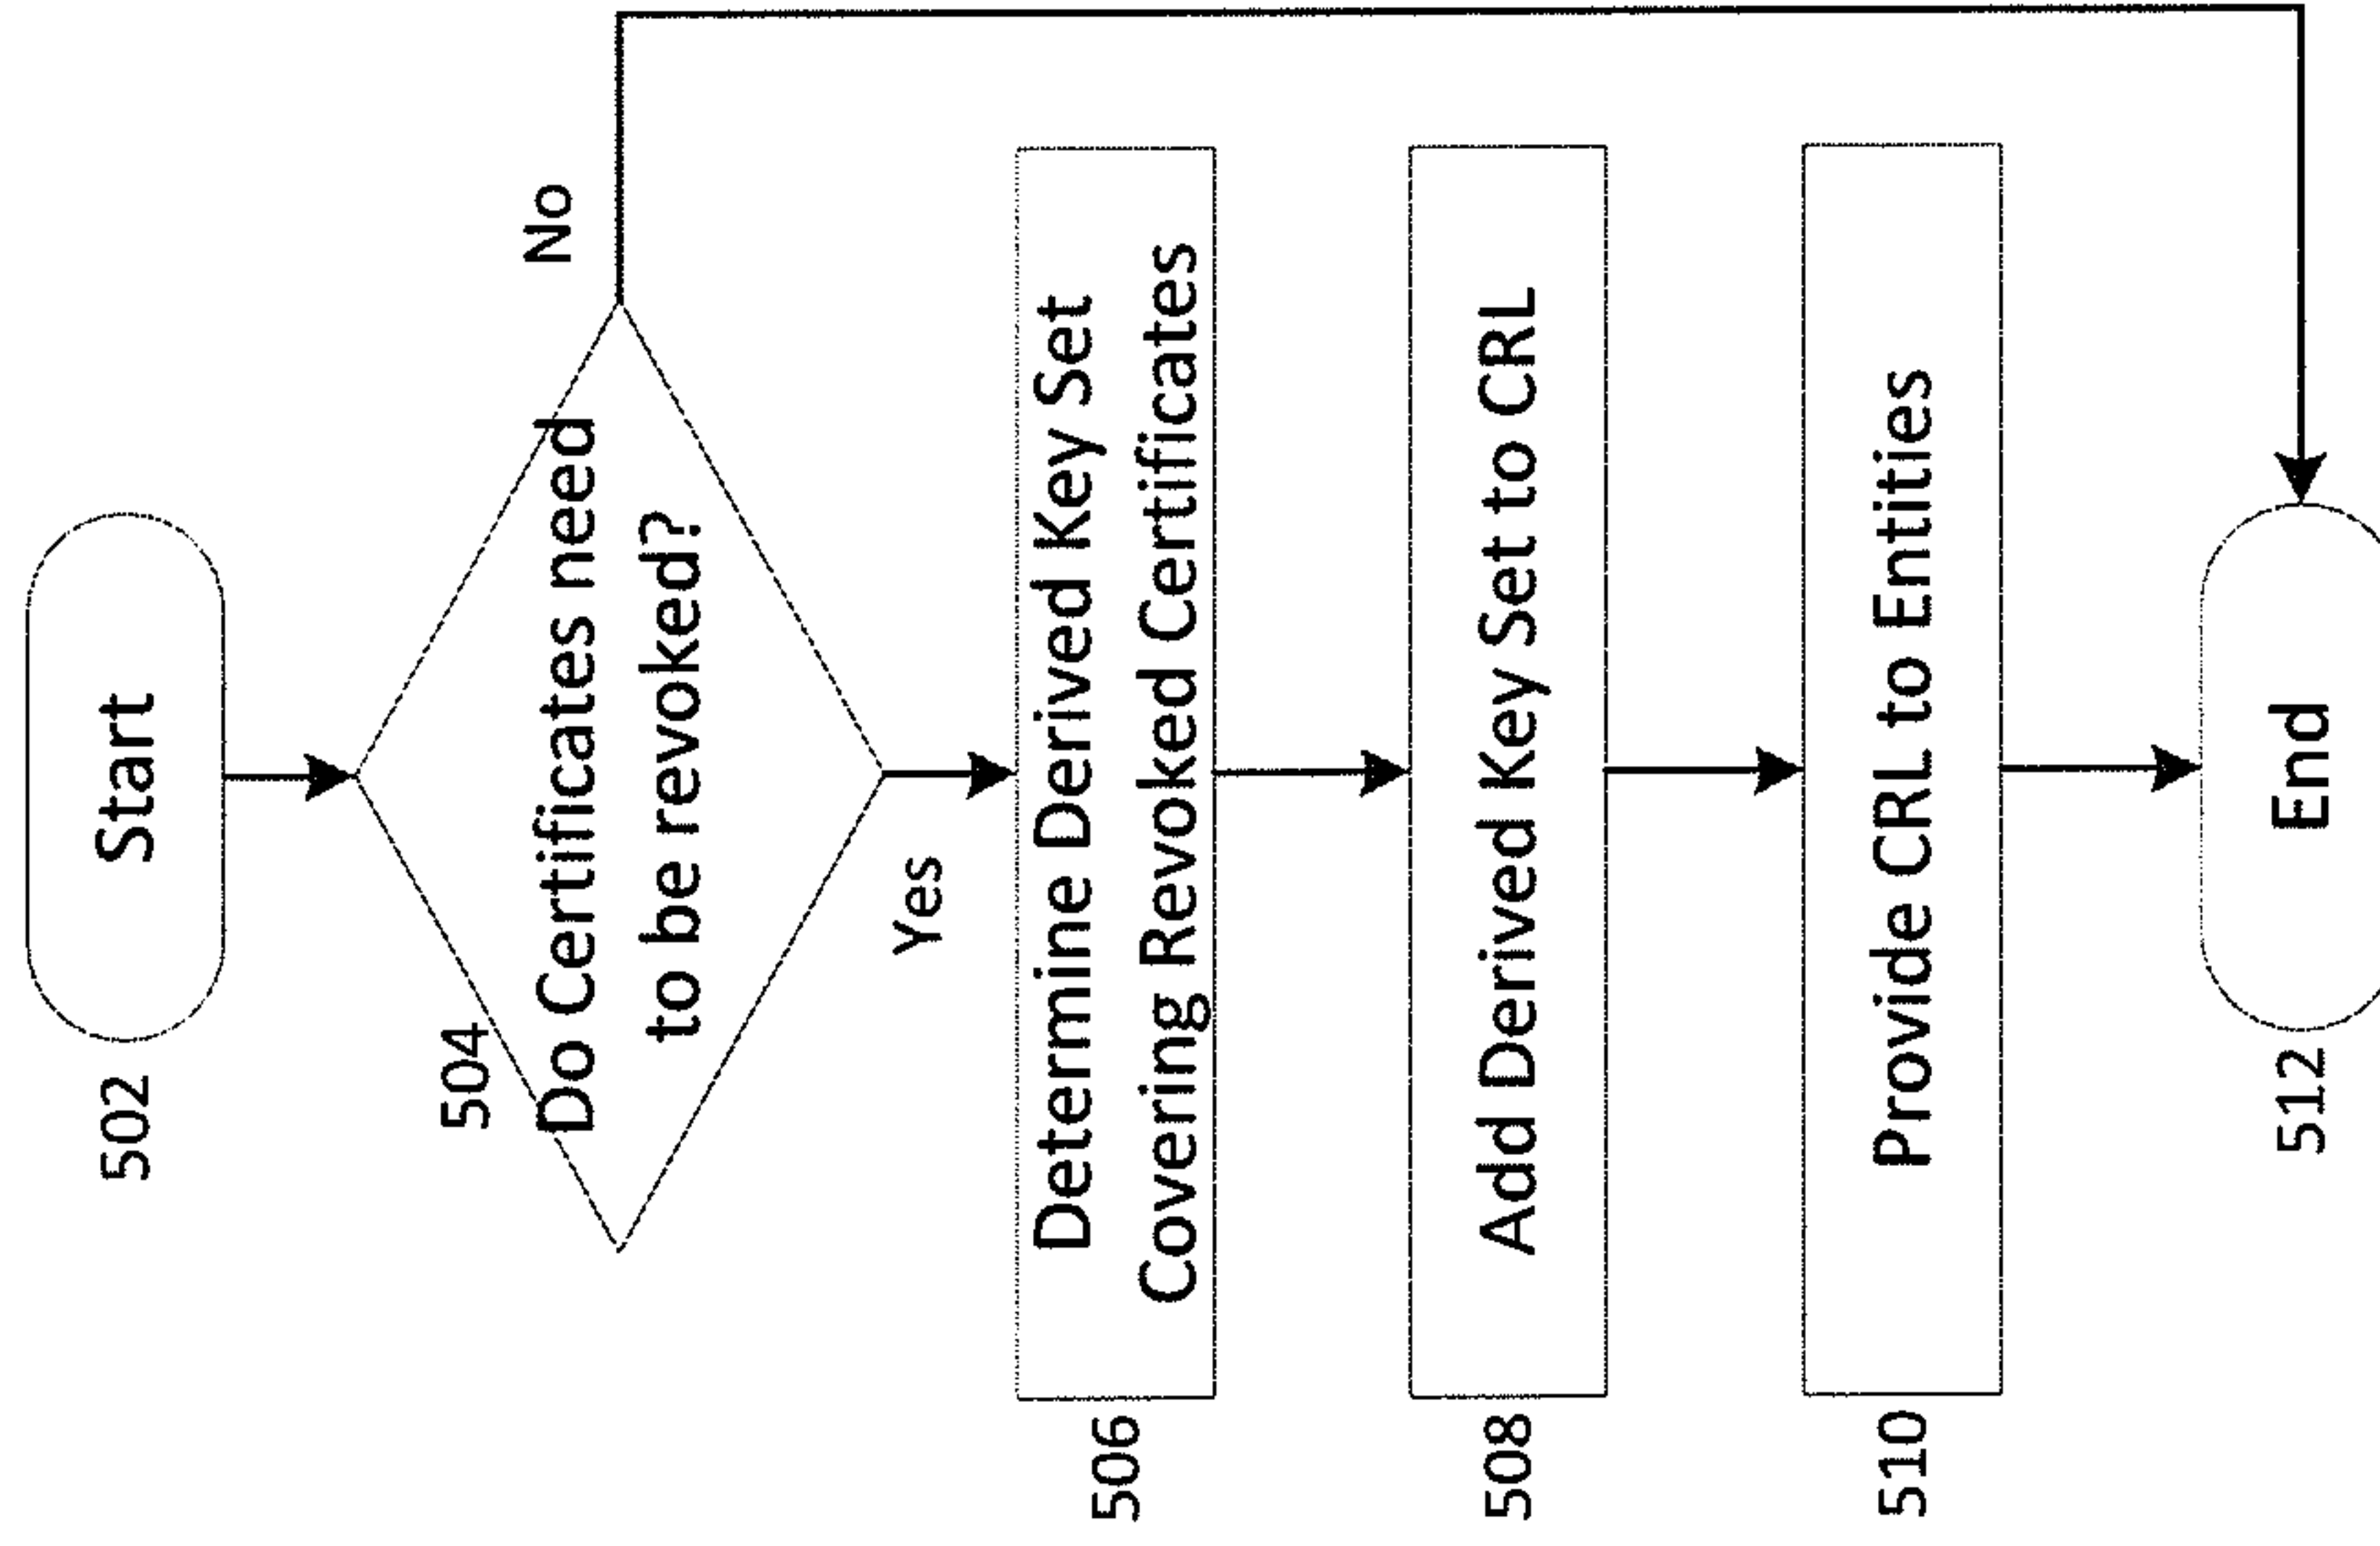 502
Start
504
Do Certificates need
to be revoked?
No
Yes
506
Determine Derived Key Set
Covering Revoked Certificates
508
Add Derived Key Set to CRL
510
Provide CRL to Entities
512
End